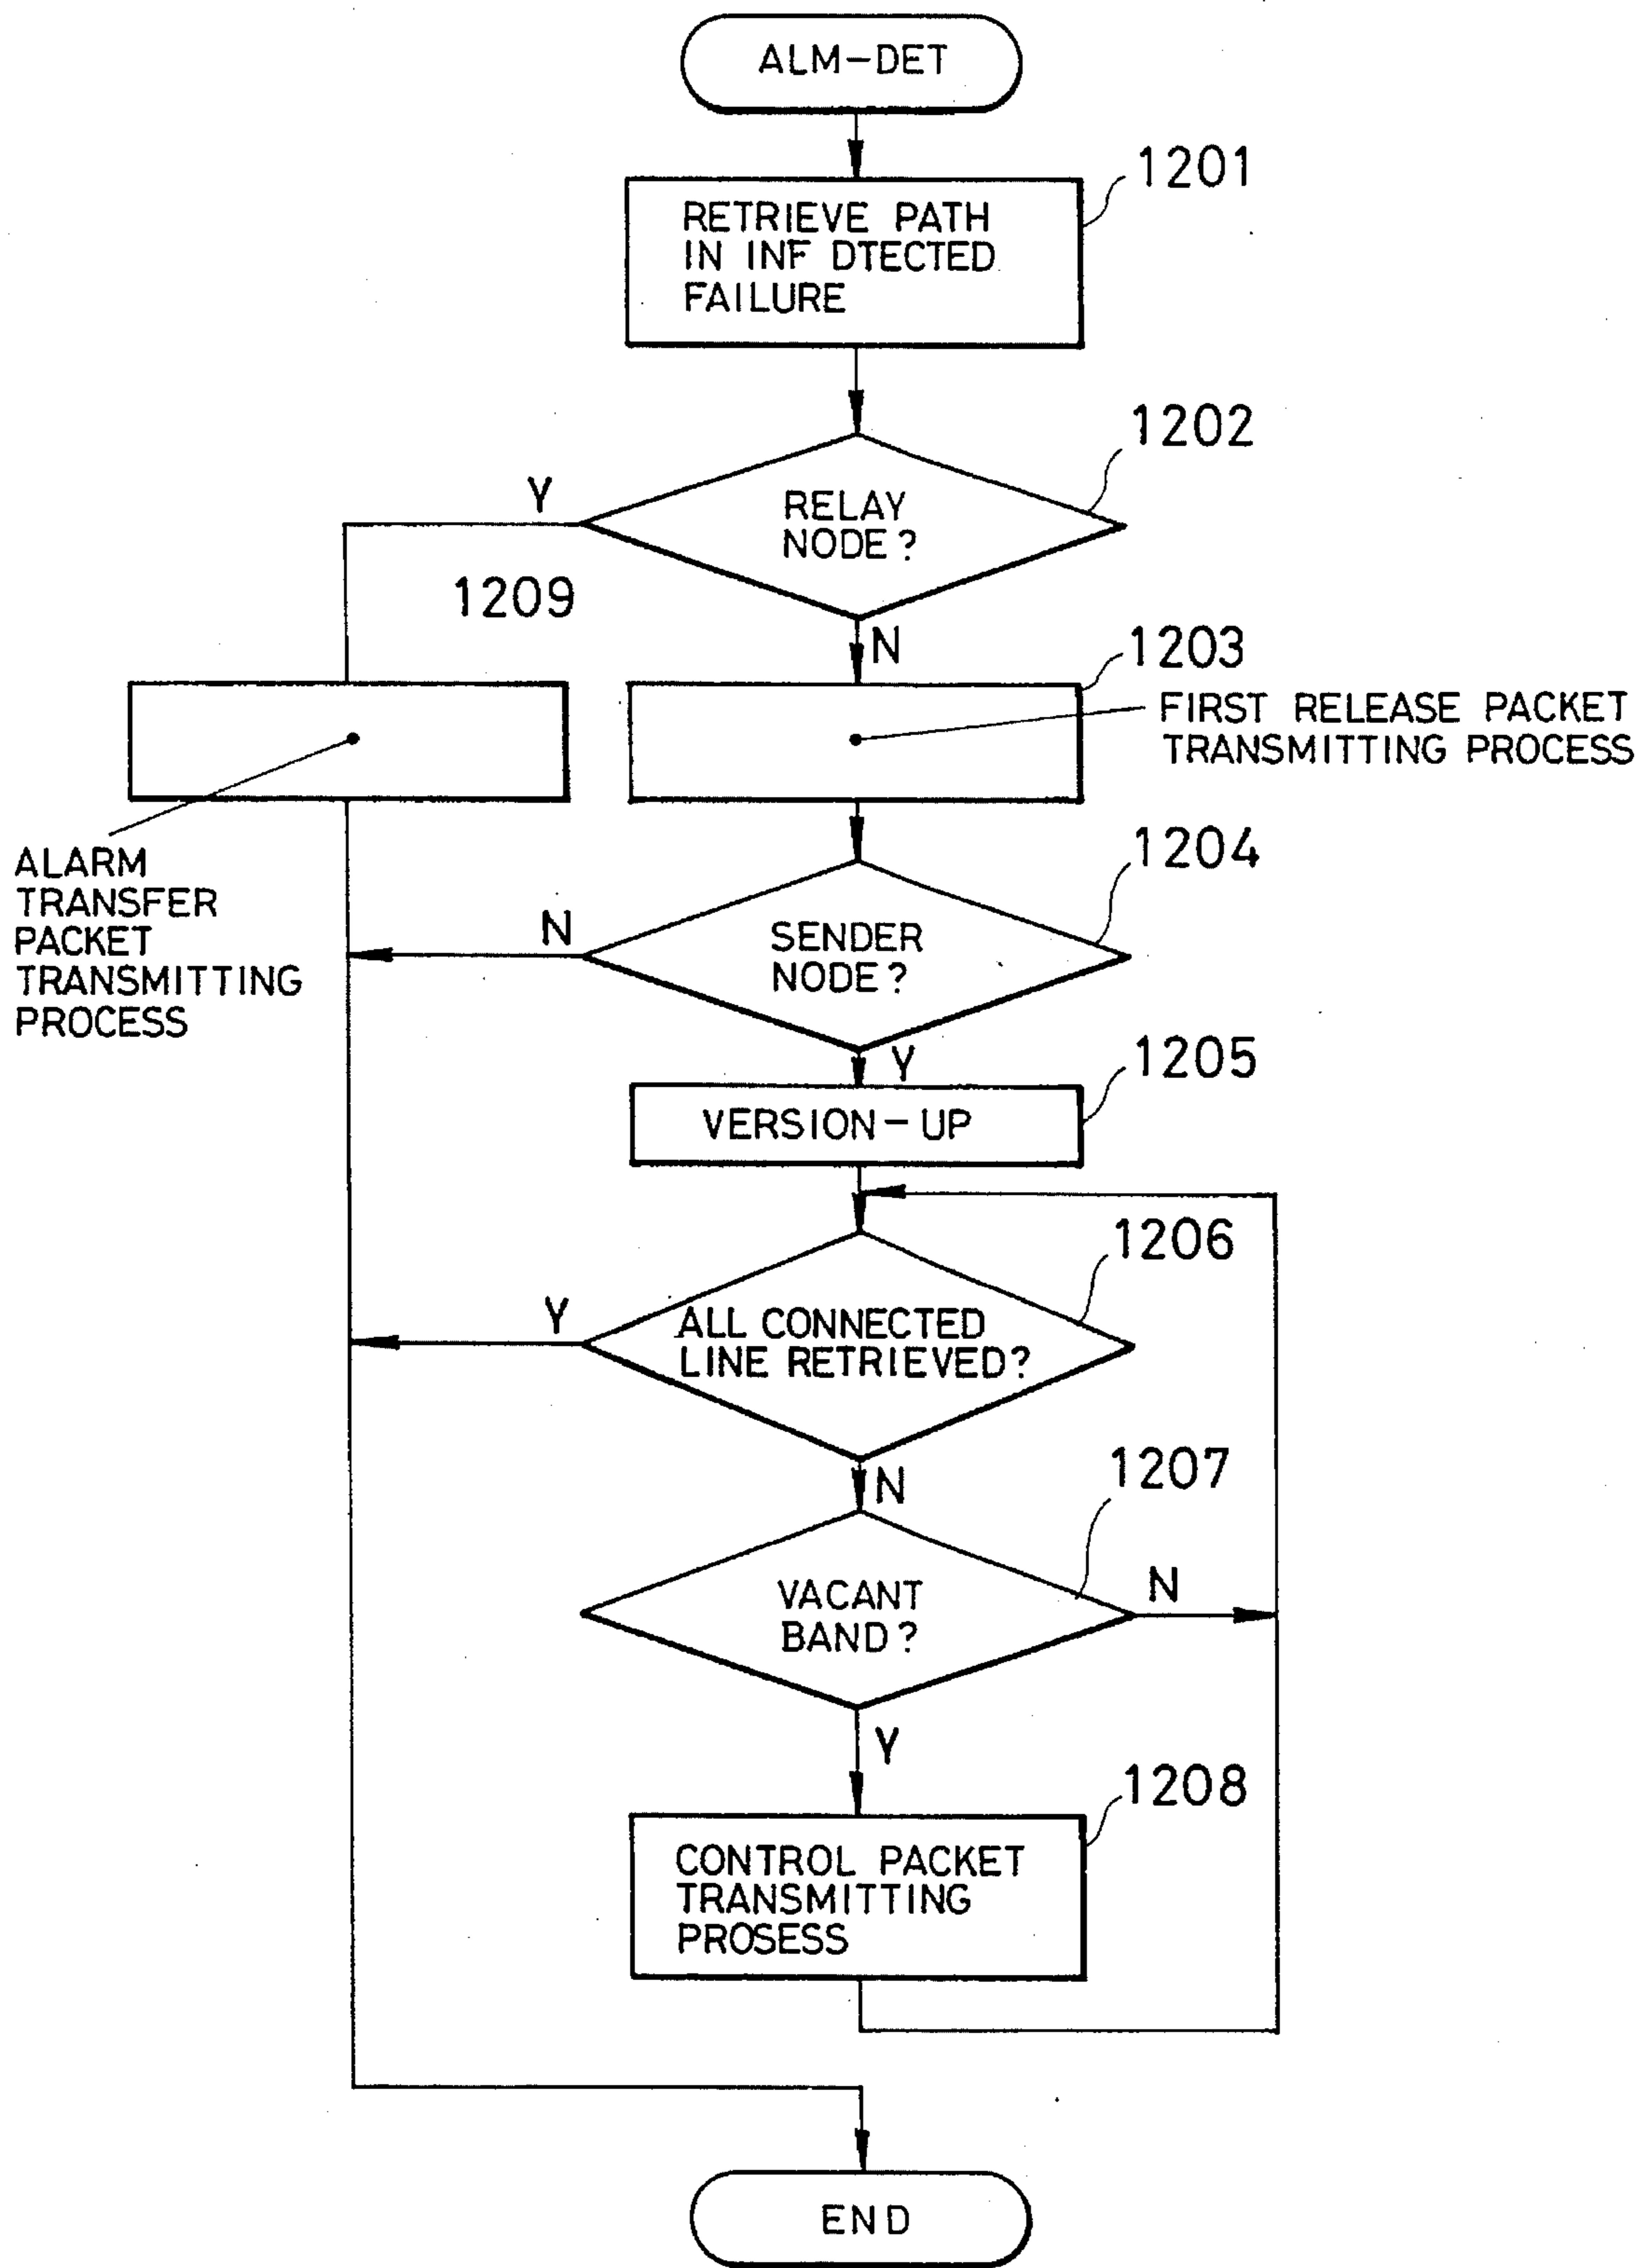 ALM-DET
1201
RETRIEVE PATH
IN INF DTECTED
FAILURE
1202
RELAY
NODE?
Y
N
1209
1203
FIRST RELEASE PACKET
TRANSMITTING PROCESS
ALARM
TRANSFER
PACKET
TRANSMITTING
PROCESS
1204
SENDER
NODE?
N
Y
1205
VERSION-UP
1206
ALL CONNECTED
LINE RETRIEVED?
Y
N
1207
VACANT
BAND?
N
Y
1208
CONTROL PACKET
TRANSMITTING
PROSESS
END